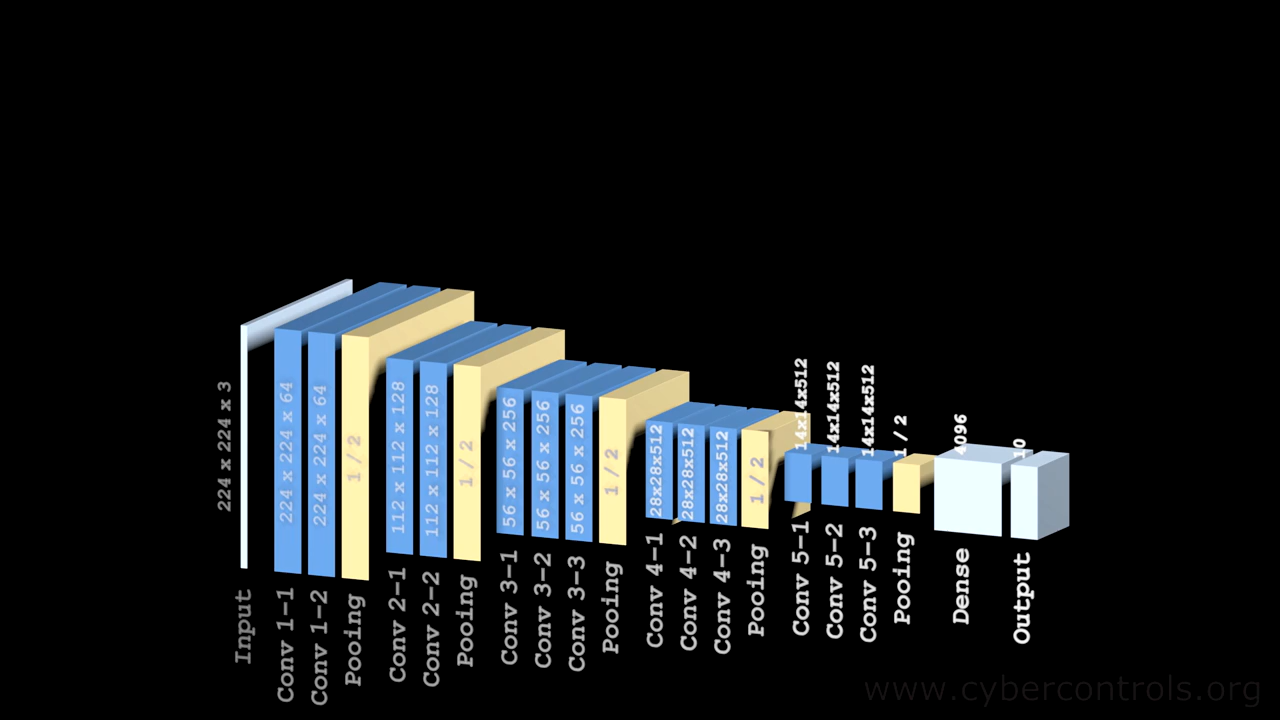 224 x 224 x 3
224 x 224 x 64
224 x 224 x 64
1 / 2
112 x 112 x 128
112 x 112 x 128
1 / 2
56 x 56 x 256
56 x 56 x 256
56 x 56 x 256
1 / 2
28x28x512
28x28x512
28x28x512
1 / 2
14x14x512
14x14x512
14x14x512
1 / 2
4096
10
Input
Conv 1-1
Conv 1-2
Pooing
Conv 2-1
Conv 2-2
Pooing
Conv 3-1
Conv 3-2
Conv 3-3
Pooing
Conv 4-1
Conv 4-2
Conv 4-3
Pooing
Conv 5-1
Conv 5-2
Conv 5-3
Pooing
Dense
Output
www.cybercontrols.org